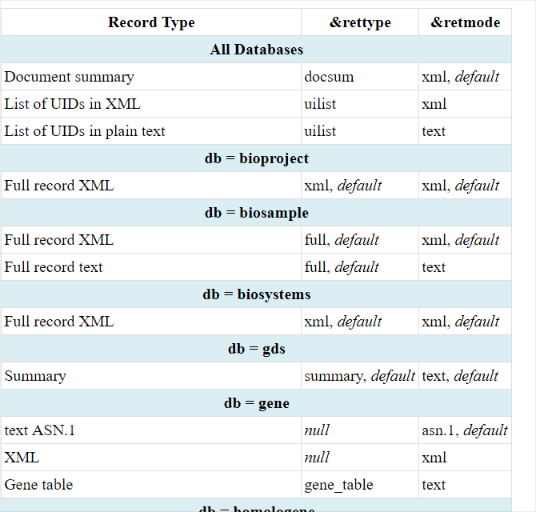 Record Type &rettype &retmode
All Databases
Document summary docsum xml, default
List of UIDs in XML uilist xml
List of UIDs in plain text uilist text
db = bioproject
Full record XML xml, default xml, default
db = biosample
Full record XML full, default xml, default
Full record text full, default text
db = biosystems
Full record XML xml, default xml, default
db = gds
Summary summary, default text, default
db = gene
text ASN.1 null asn.1, default
XML null xml
Gene table gene_table text
db = homologene